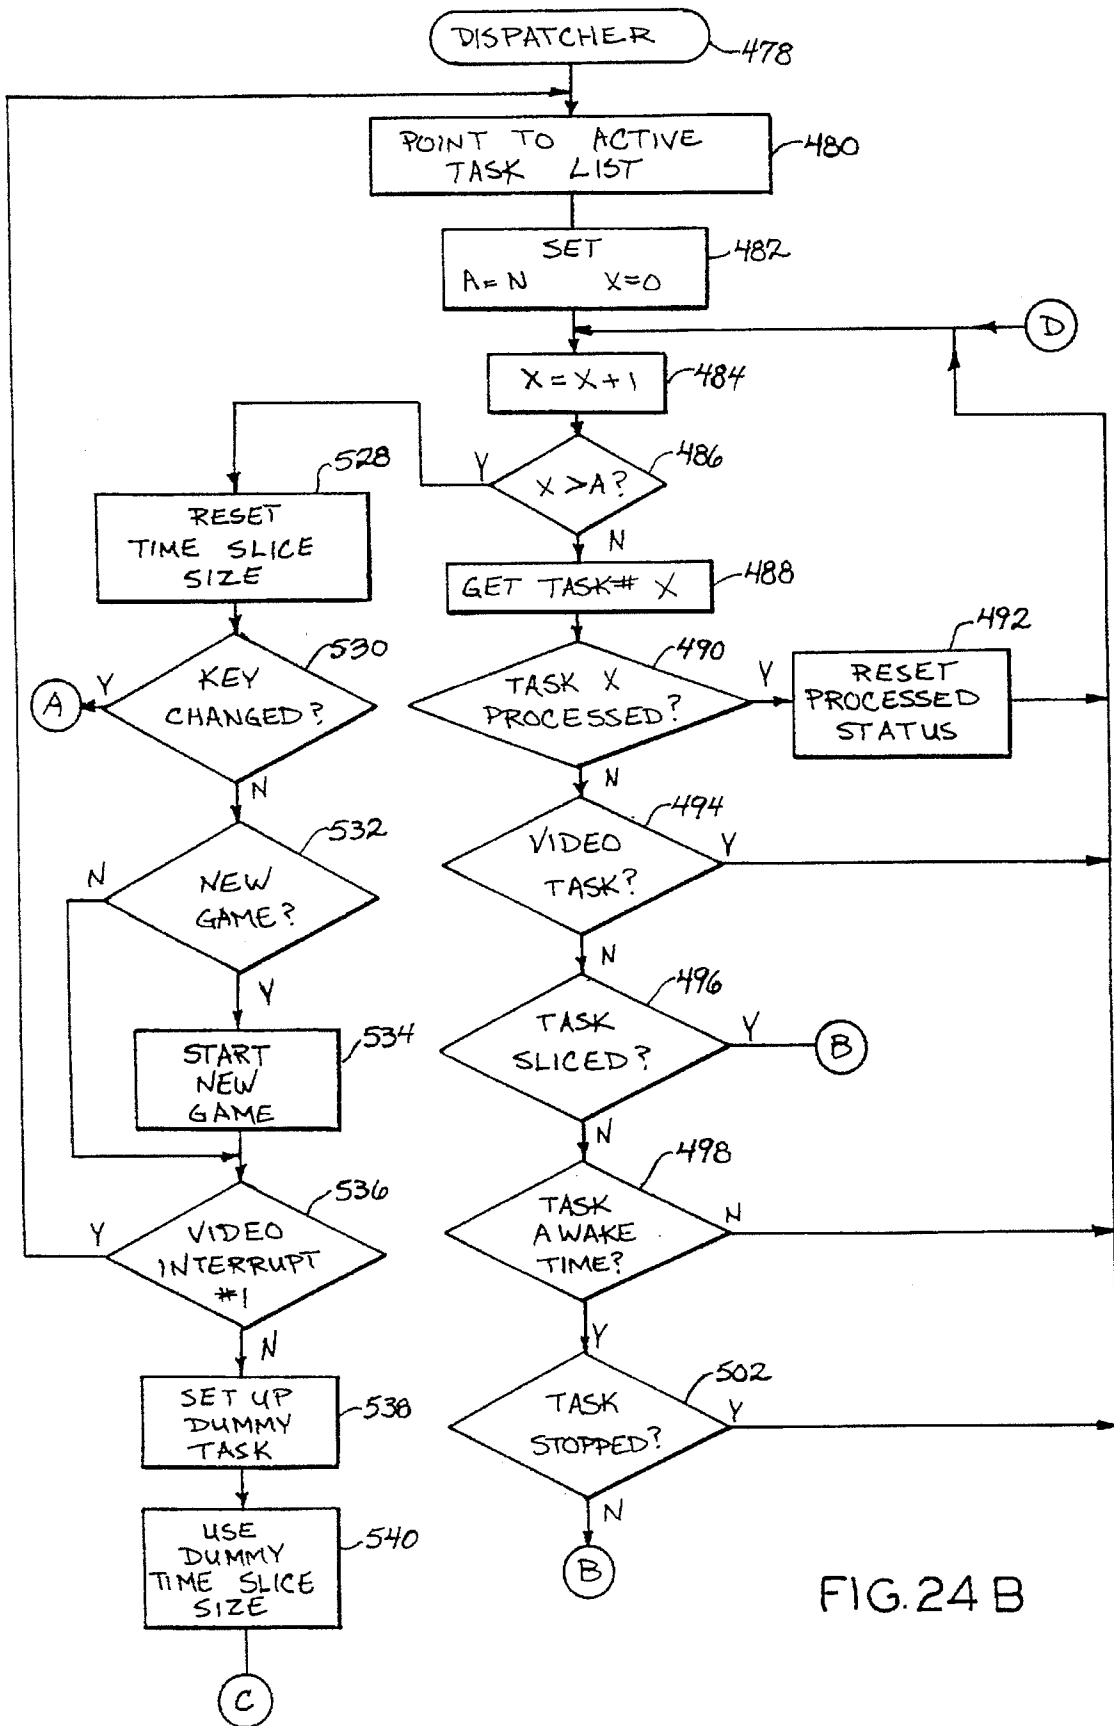 DISPATCHER
478
POINT TO ACTIVE
TASK LIST
480
SET
A=N X=0
482
D
X=X+1
484
X>A?
486
Y
N
528
RESET
TIME SLICE
SIZE
GET TASK# X
488
530
KEY
CHANGED?
Y
A
N
490
TASK X
PROCESSED?
Y
N
492
RESET
PROCESSED
STATUS
532
NEW
GAME?
N
Y
494
VIDEO
TASK?
Y
N
534
START
NEW
GAME
496
TASK
SLICED?
Y
B
N
536
VIDEO
INTERRUPT
#1
Y
N
498
TASK
AWAKE
TIME?
N
Y
SET UP
DUMMY
TASK
538
502
TASK
STOPPED?
Y
N
B
USE
DUMMY
TIME SLICE
SIZE
540
C
FIG. 24 B